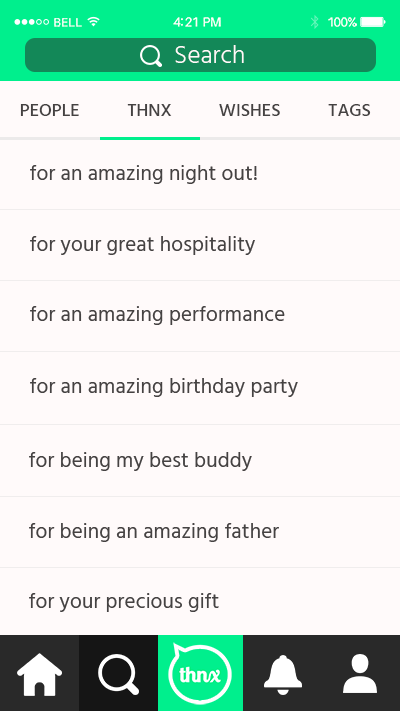 BELL 4:21 PM 100%
Search
PEOPLE THNX WISHES TAGS
for an amazing night out!
for your great hospitality
for an amazing performance
for an amazing birthday party
for being my best buddy
for being an amazing father
for your precious gift
thnx